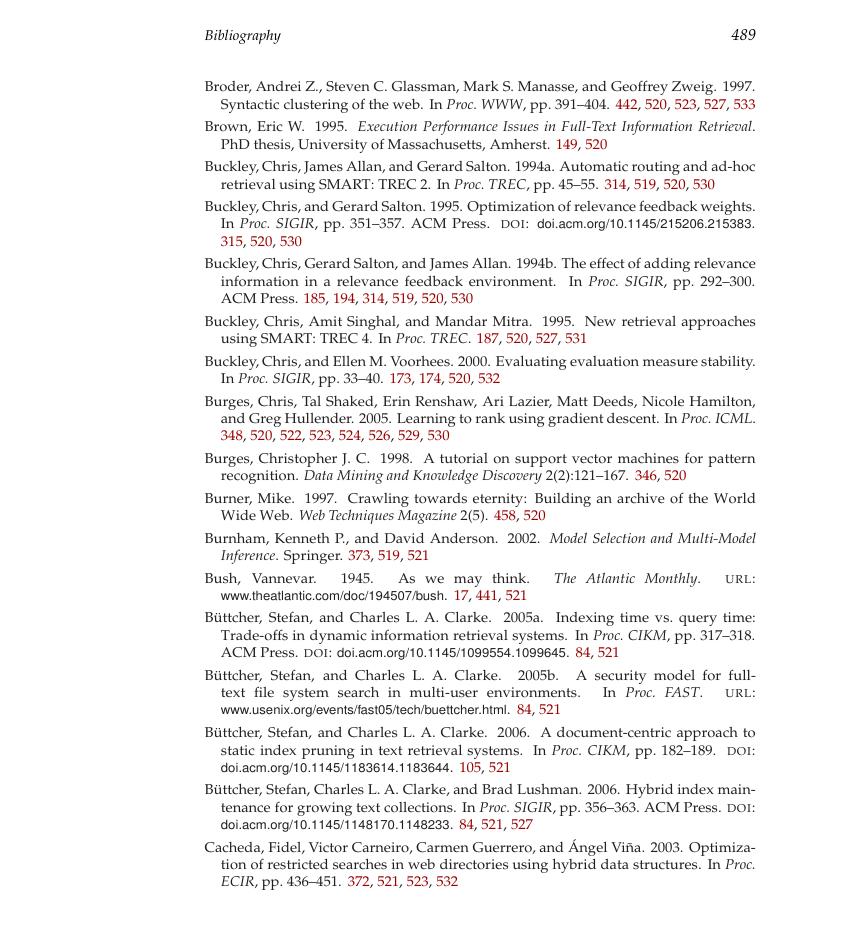 Bibliography 489
Broder, Andrei Z., Steven C. Glassman, Mark S. Manasse, and Geoffrey Zweig. 1997.
Syntactic clustering of the web. In Proc. WWW, pp. 391–404. 442, 520, 523, 527, 533
Brown, Eric W. 1995. Execution Performance Issues in Full-Text Information Retrieval.
PhD thesis, University of Massachusetts, Amherst. 149, 520
Buckley, Chris, James Allan, and Gerard Salton. 1994a. Automatic routing and ad-hoc
retrieval using SMART: TREC 2. In Proc. TREC, pp. 45–55. 314, 519, 520, 530
Buckley, Chris, and Gerard Salton. 1995. Optimization of relevance feedback weights.
In Proc. SIGIR, pp. 351–357. ACM Press. DOI: doi.acm.org/10.1145/215206.215383.
315, 520, 530
Buckley, Chris, Gerard Salton, and James Allan. 1994b. The effect of adding relevance
information in a relevance feedback environment. In Proc. SIGIR, pp. 292–300.
ACM Press. 185, 194, 314, 519, 520, 530
Buckley, Chris, Amit Singhal, and Mandar Mitra. 1995. New retrieval approaches
using SMART: TREC 4. In Proc. TREC. 187, 520, 527, 531
Buckley, Chris, and Ellen M. Voorhees. 2000. Evaluating evaluation measure stability.
In Proc. SIGIR, pp. 33–40. 173, 174, 520, 532
Burges, Chris, Tal Shaked, Erin Renshaw, Ari Lazier, Matt Deeds, Nicole Hamilton,
and Greg Hullender. 2005. Learning to rank using gradient descent. In Proc. ICML.
348, 520, 522, 523, 524, 526, 529, 530
Burges, Christopher J. C. 1998. A tutorial on support vector machines for pattern
recognition. Data Mining and Knowledge Discovery 2(2):121–167. 346, 520
Burner, Mike. 1997. Crawling towards eternity: Building an archive of the World
Wide Web. Web Techniques Magazine 2(5). 458, 520
Burnham, Kenneth P., and David Anderson. 2002. Model Selection and Multi-Model
Inference. Springer. 373, 519, 521
Bush, Vannevar. 1945. As we may think. The Atlantic Monthly. URL:
www.theatlantic.com/doc/194507/bush. 17, 441, 521
Büttcher, Stefan, and Charles L. A. Clarke. 2005a. Indexing time vs. query time:
Trade-offs in dynamic information retrieval systems. In Proc. CIKM, pp. 317–318.
ACM Press. DOI: doi.acm.org/10.1145/1099554.1099645. 84, 521
Büttcher, Stefan, and Charles L. A. Clarke. 2005b. A security model for full-
text file system search in multi-user environments. In Proc. FAST. URL:
www.usenix.org/events/fast05/tech/buettcher.html. 84, 521
Büttcher, Stefan, and Charles L. A. Clarke. 2006. A document-centric approach to
static index pruning in text retrieval systems. In Proc. CIKM, pp. 182–189. DOI:
doi.acm.org/10.1145/1183614.1183644. 105, 521
Büttcher, Stefan, Charles L. A. Clarke, and Brad Lushman. 2006. Hybrid index main-
tenance for growing text collections. In Proc. SIGIR, pp. 356–363. ACM Press. DOI:
doi.acm.org/10.1145/1148170.1148233. 84, 521, 527
Cacheda, Fidel, Victor Carneiro, Carmen Guerrero, and Ángel Viña. 2003. Optimiza-
tion of restricted searches in web directories using hybrid data structures. In Proc.
ECIR, pp. 436–451. 372, 521, 523, 532